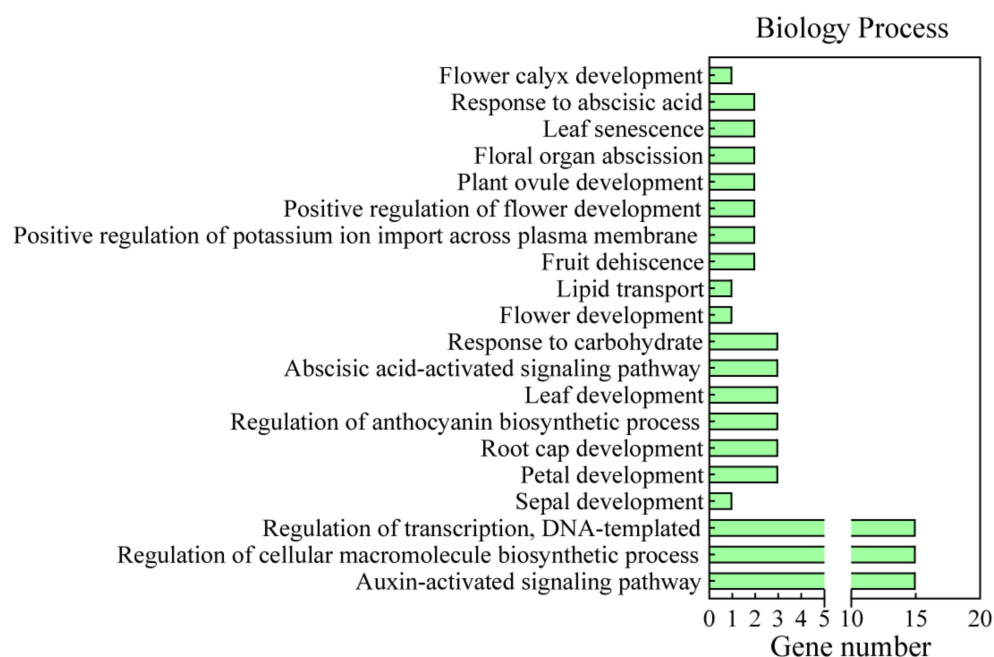 Biology Process
Flower calyx development
Response to abscisic acid
Leaf senescence
Floral organ abscission
Plant ovule development
Positive regulation of flower development
Positive regulation of potassium ion import across plasma membrane
Fruit dehiscence
Lipid transport
Flower development
Response to carbohydrate
Abscisic acid-activated signaling pathway
Leaf development
Regulation of anthocyanin biosynthetic process
Root cap development
Petal development
Sepal development
Regulation of transcription, DNA-templated
Regulation of cellular macromolecule biosynthetic process
Auxin-activated signaling pathway
0 1 2 3 4 5 10 15 20
Gene number